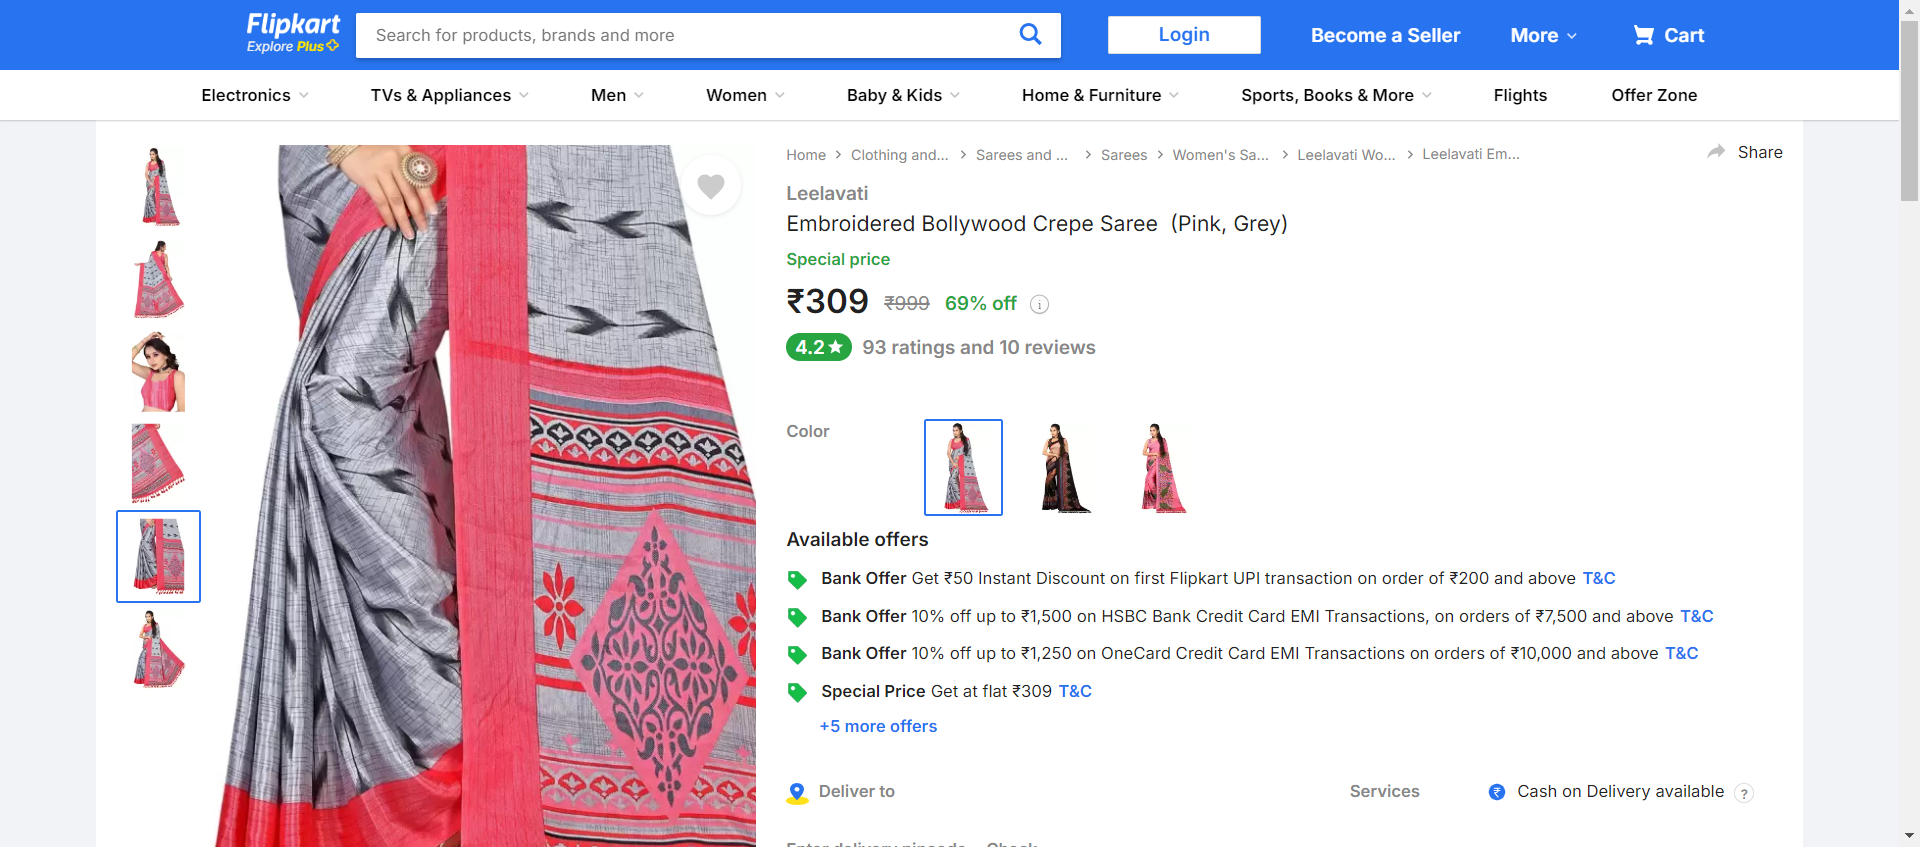 Flipkart
Explore Plus
Search for products, brands and more
Login
Become a Seller
More
Cart
Electronics
TVs & Appliances
Men
Women
Baby & Kids
Home & Furniture
Sports, Books & More
Flights
Offer Zone
Home
Clothing and...
Sarees and ...
Sarees
Women's Sa...
Leelavati Wo...
Leelavati Em...
Share
Leelavati
Embroidered Bollywood Crepe Saree (Pink, Grey)
Special price
₹309 ₹999 69% off
4.2★ 93 ratings and 10 reviews
Color
Available offers
Bank Offer Get ₹50 Instant Discount on first Flipkart UPI transaction on order of ₹200 and above T&C
Bank Offer 10% off up to ₹1,500 on HSBC Bank Credit Card EMI Transactions, on orders of ₹7,500 and above T&C
Bank Offer 10% off up to ₹1,250 on OneCard Credit Card EMI Transactions on orders of ₹10,000 and above T&C
Special Price Get at flat ₹309 T&C
+5 more offers
Deliver to
Services
₹ Cash on Delivery available ?
Enter delivery pincode Check